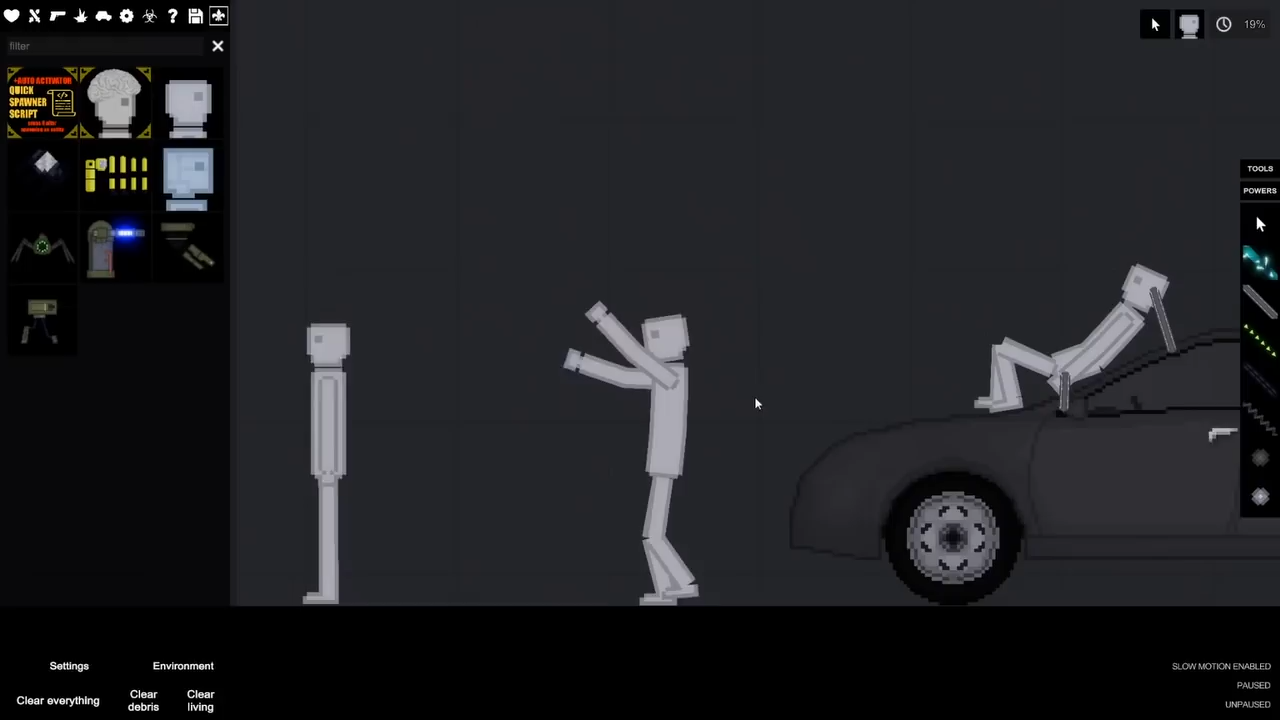 filter
19%
+AUTO ACTIVATOR
QUICK
SPAWNER
SCRIPT
TOOLS
POWERS
Settings
Environment
Clear everything
Clear
debris
Clear
living
SLOW MOTION ENABLED
PAUSED
UNPAUSED